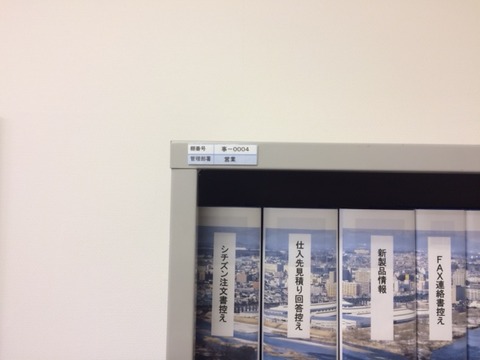 棚番号 事-0004
管理部署 営業
シチズン注文書控え
仕入先見積り回答控え
新製品情報
FAX連絡書控え